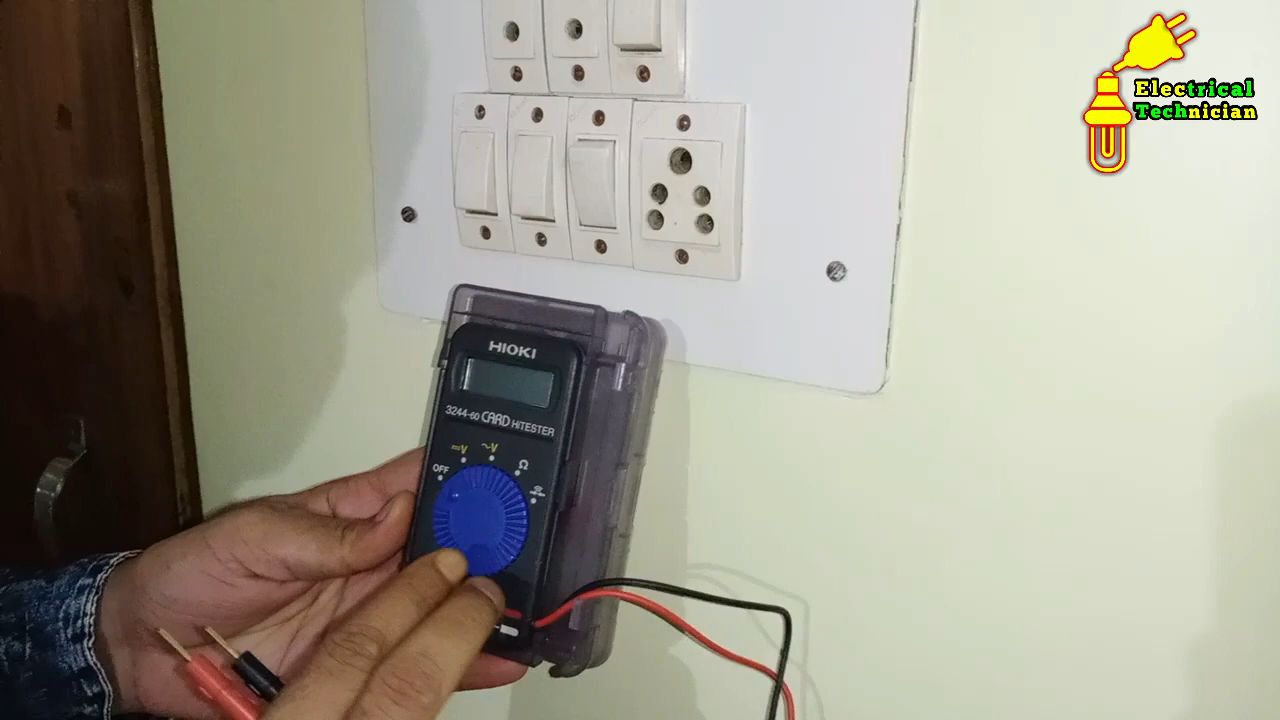 Electrical
Technician
HIOKI
3244-60 CARD HiTESTER
OFF
⎓V
~V
Ω